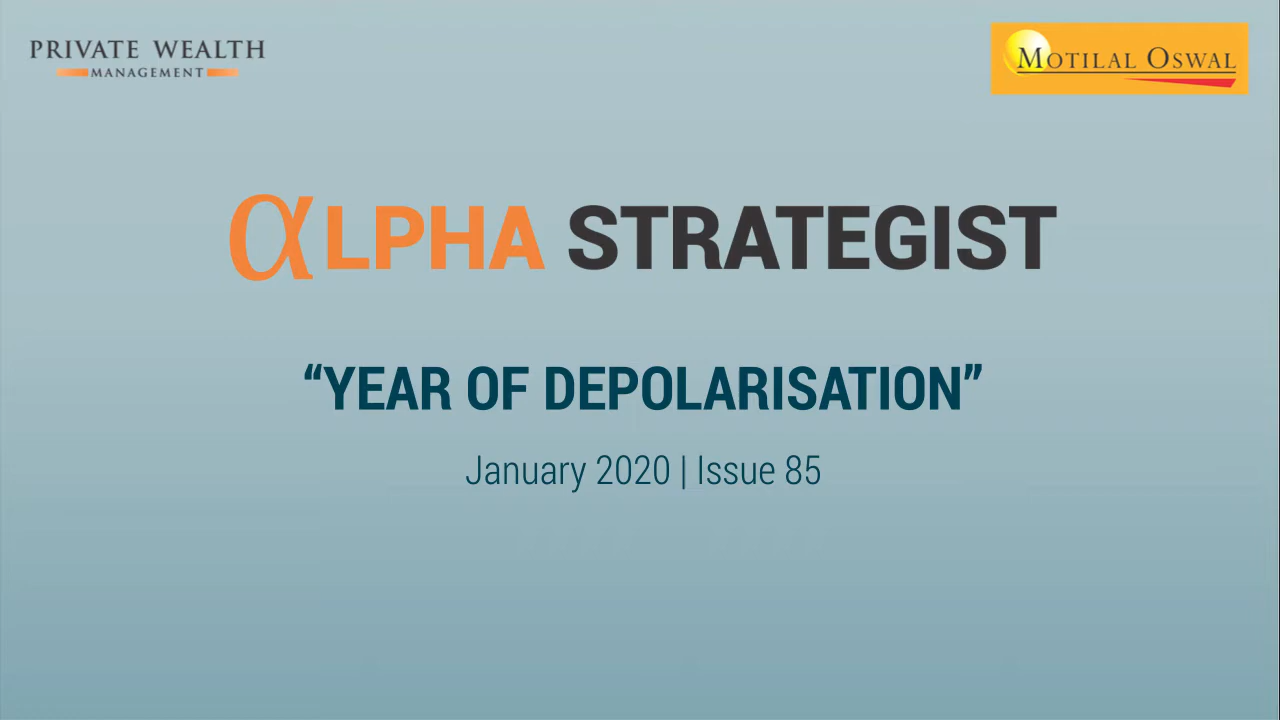 PRIVATE WEALTH
MANAGEMENT
MOTILAL OSWAL
αLPHA STRATEGIST
“YEAR OF DEPOLARISATION”
January 2020 | Issue 85